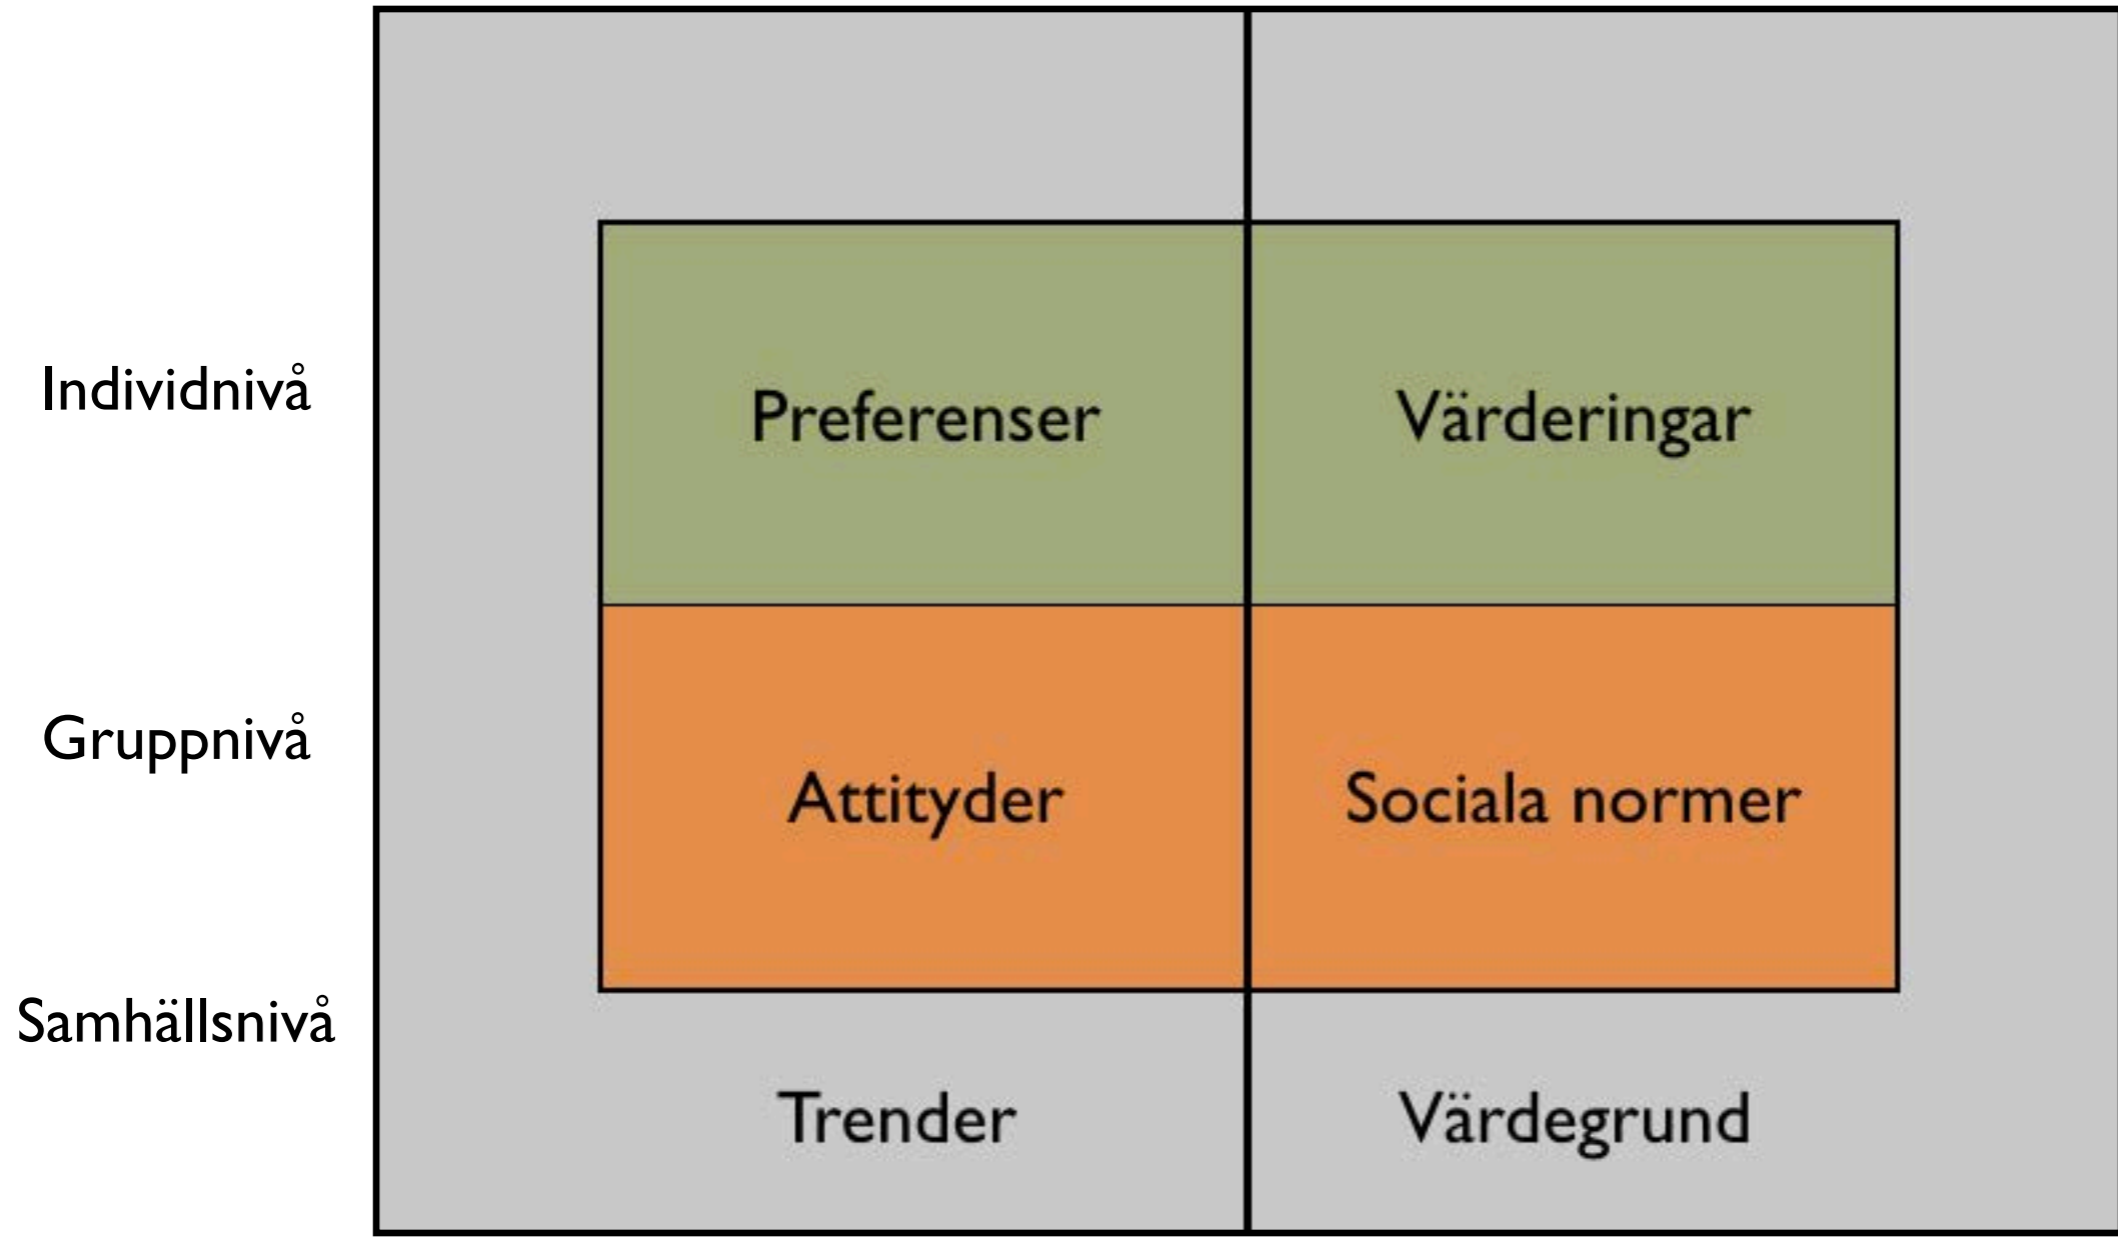 Individnivå
Preferenser
Värderingar
Gruppnivå
Attityder
Sociala normer
Samhällsnivå
Trender
Värdegrund